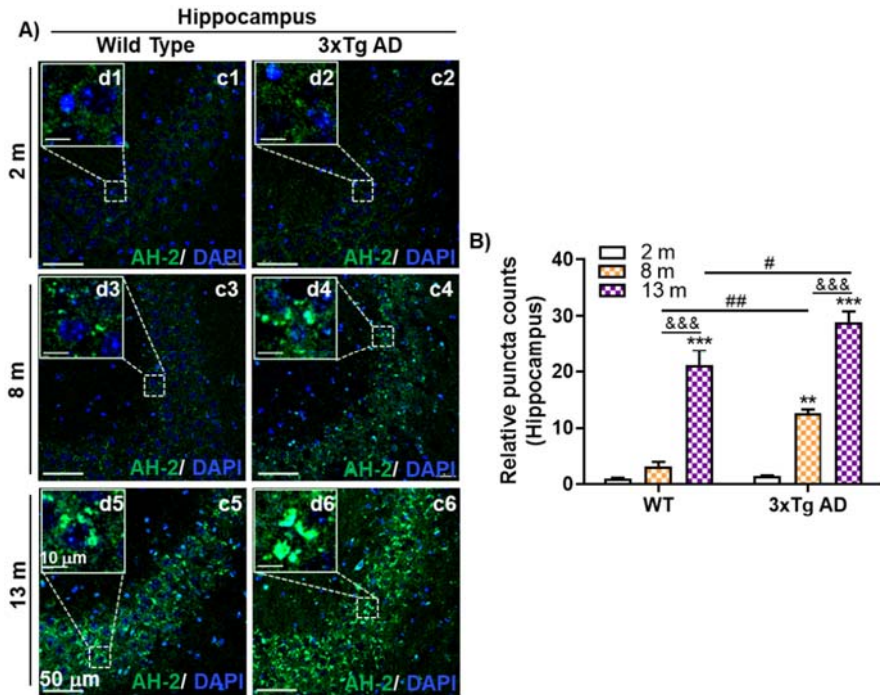 Hippocampus
A)
Wild Type 3xTg AD
2 m
d1 c1
AH-2/ DAPI
d2 c2
AH-2/ DAPI
8 m
d3 c3
AH-2/ DAPI
d4 c4
AH-2/ DAPI
13 m
d5 c5
10 μm
50 μm
AH-2/ DAPI
d6 c6
AH-2/ DAPI
B)
Relative puncta counts
(Hippocampus)
40
30
20
10
0
2 m
8 m
13 m
#
##
&&&
***
&&&
***
**
WT 3xTg AD